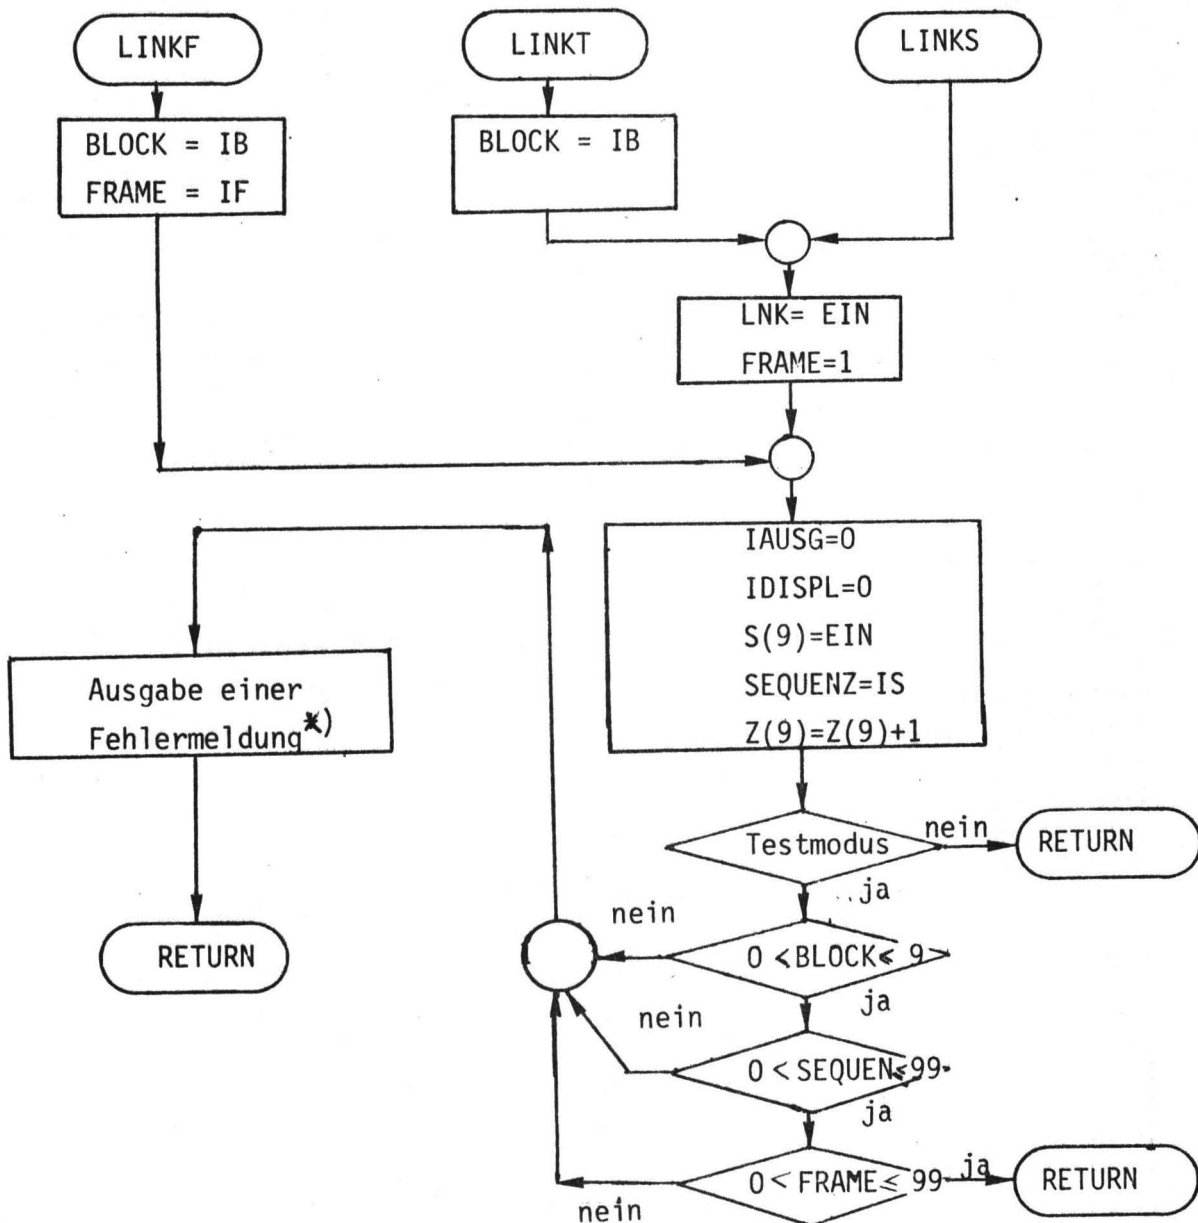 LINKF
LINKT
LINKS
BLOCK = IB
FRAME = IF
BLOCK = IB
LNK= EIN
FRAME=1
IAUSG=0
IDISPL=0
S(9)=EIN
SEQUENZ=IS
Z(9)=Z(9)+1
Ausgabe einer
Fehlermeldung*)
RETURN
Testmodus
nein
RETURN
ja
nein
0 <BLOCK≤ 9
ja
nein
0 < SEQUEN≤99
ja
0 < FRAME ≤ 99
ja
RETURN
nein